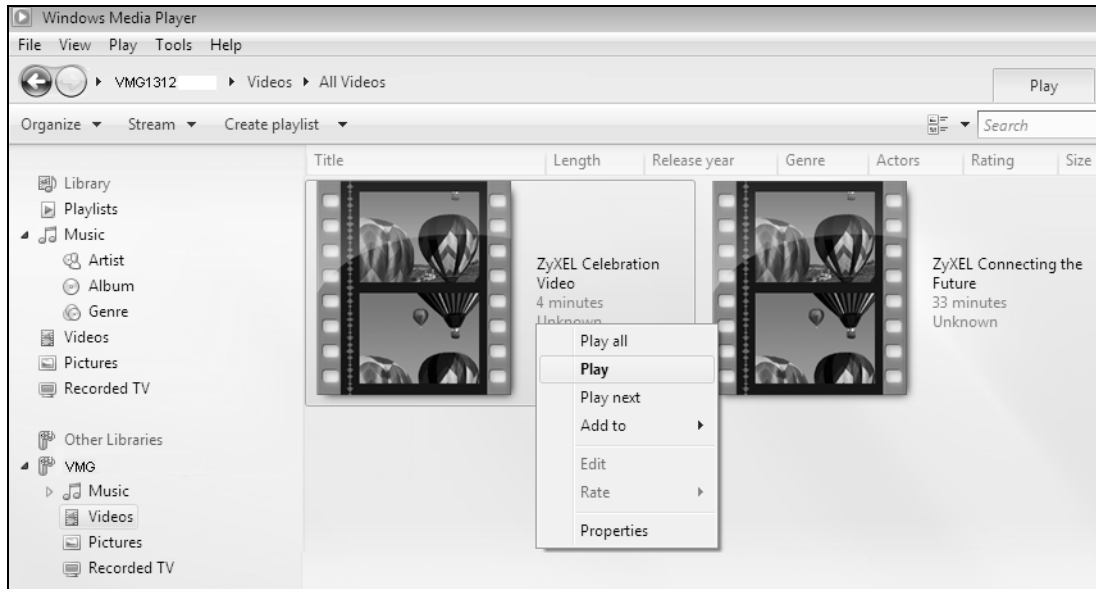 Windows Media Player
File View Play Tools Help
VMG1312 Videos All Videos
Play
Organize Stream Create playlist
Search
Title Length Release year Genre Actors Rating Size
Library
Playlists
Music
Artist
Album
Genre
Videos
Pictures
Recorded TV
Other Libraries
VMG
Music
Videos
Pictures
Recorded TV
ZyXEL Celebration
Video
4 minutes
Unknown
ZyXEL Connecting the
Future
33 minutes
Unknown
Play all
Play
Play next
Add to
Edit
Rate
Properties